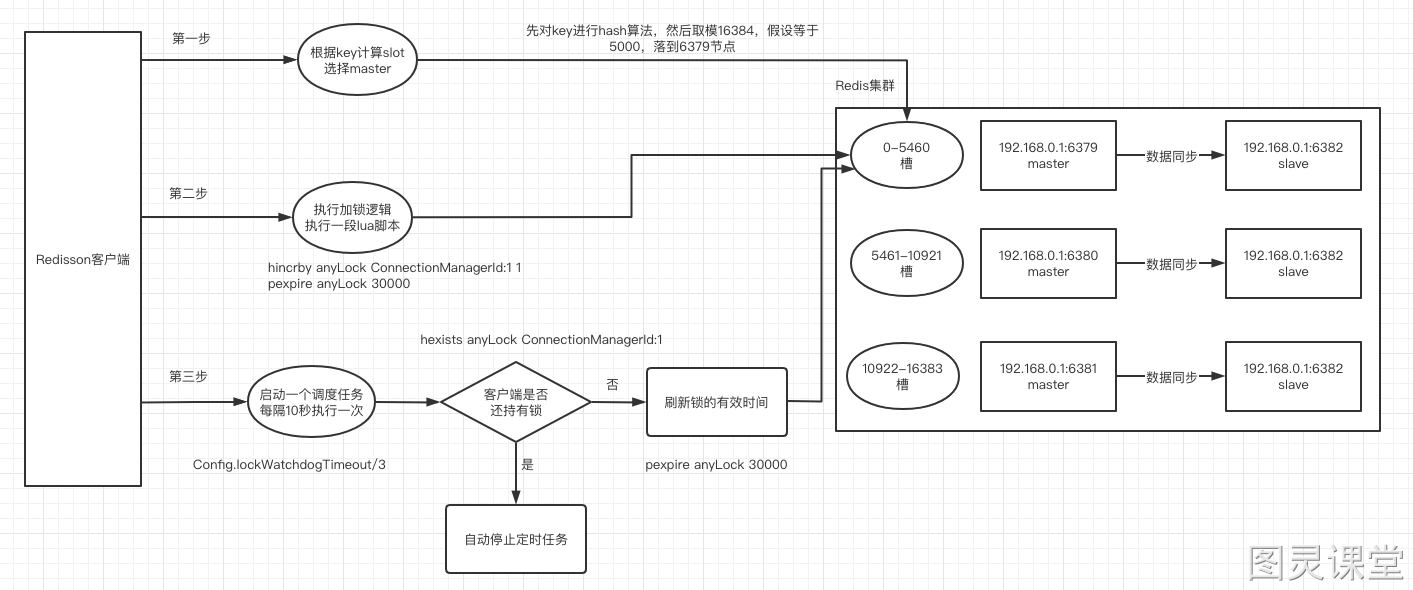 第一步
根据key计算slot
选择master
先对key进行hash算法，然后取模16384，假设等于
5000，落到6379节点
Redis集群
0-5460
槽
192.168.0.1:6379
master
数据同步
192.168.0.1:6382
slave
第二步
执行加锁逻辑
执行一段lua脚本
hincrby anyLock ConnectionManagerId:1 1
pexpire anyLock 30000
Redisson客户端
5461-10921
槽
192.168.0.1:6380
master
数据同步
192.168.0.1:6382
slave
hexists anyLock ConnectionManagerId:1
第三步
启动一个调度任务
每隔10秒执行一次
客户端是否
还持有锁
否
刷新锁的有效时间
10922-16383
槽
192.168.0.1:6381
master
数据同步
192.168.0.1:6382
slave
Config.lockWatchdogTimeout/3
是
pexpire anyLock 30000
自动停止定时任务
图灵课堂